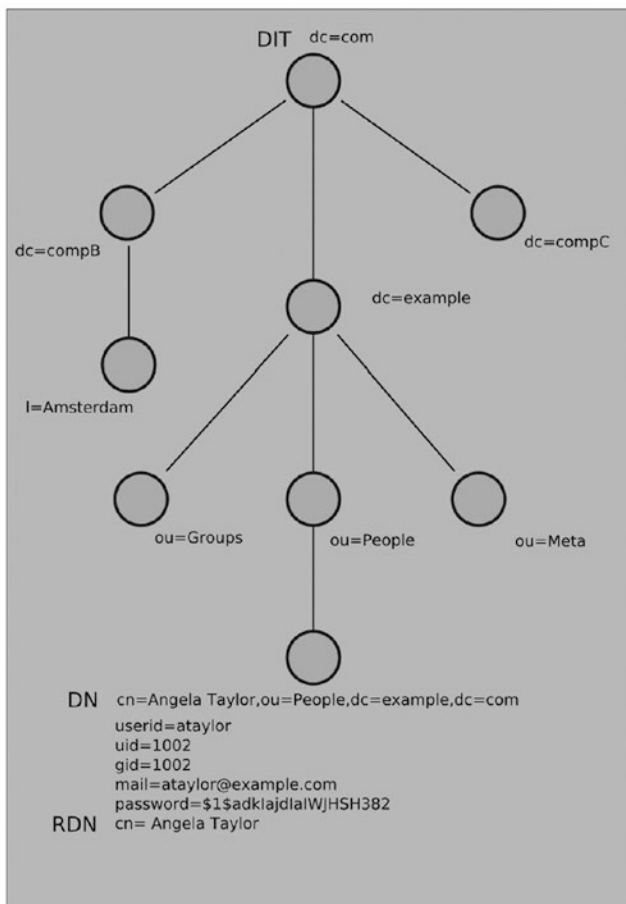 DIT dc=com
dc=compB
dc=compC
dc=example
l=Amsterdam
ou=Groups
ou=People
ou=Meta
DN cn=Angela Taylor,ou=People,dc=example,dc=com
userid=ataylor
uid=1002
gid=1002
mail=ataylor@example.com
password=$1$adklajdlaIWJHSH382
RDN cn= Angela Taylor